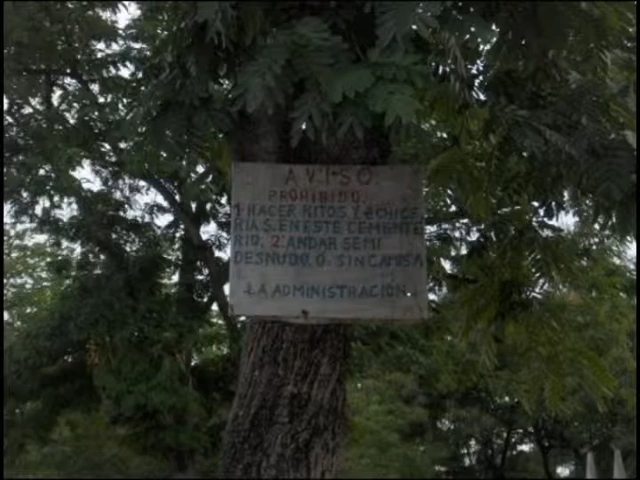 AVISO.
PROHIBIDO.
1 HACER RITOS Y ECHICE
RIAS. EN ESTE CEMENTE
RIO. 2. ANDAR SEMI
DESNUDO. O. SIN CAMISA
LA ADMINISTRACION.